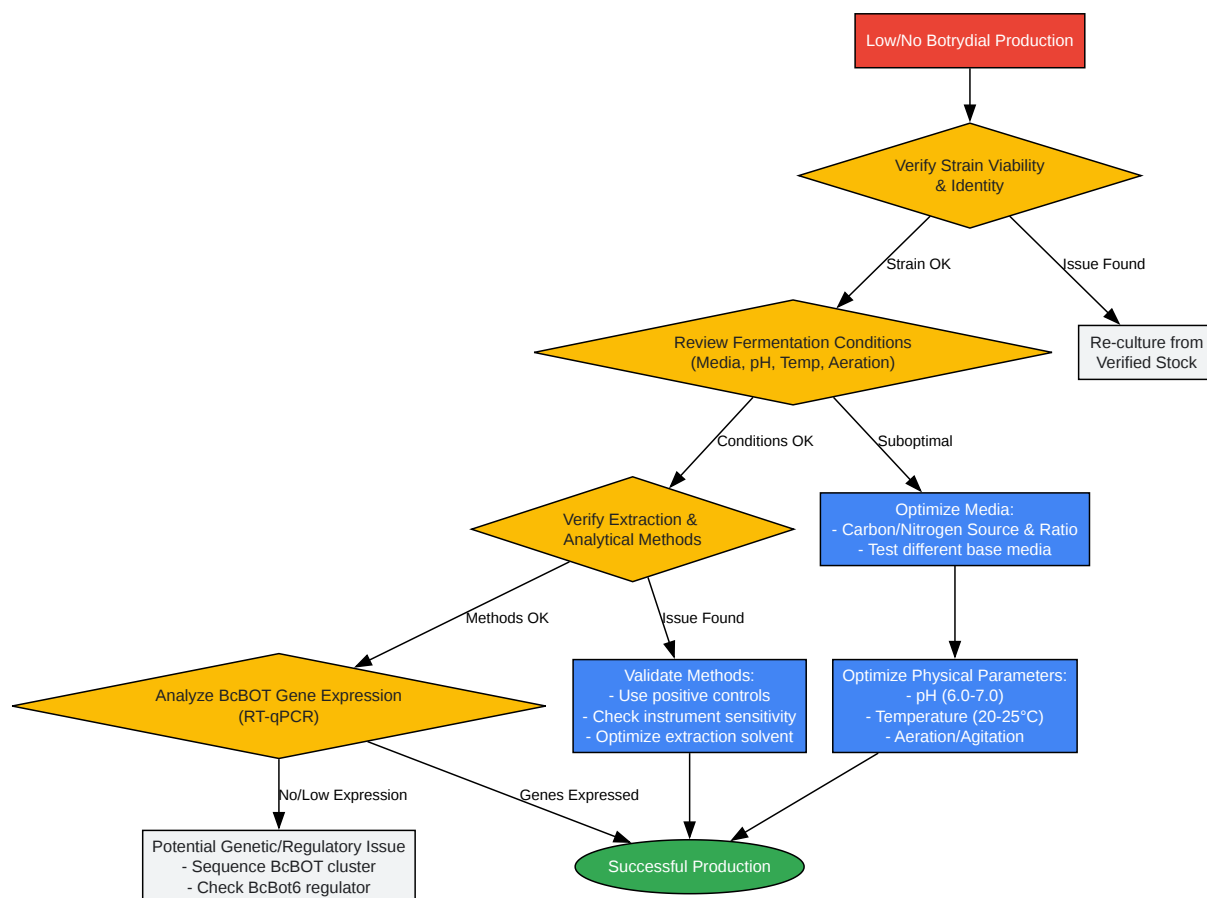 Low/No Botrydial Production
Verify Strain Viability
& Identity
Strain OK
Issue Found
Review Fermentation Conditions
(Media, pH, Temp, Aeration)
Re-culture from
Verified Stock
Conditions OK
Suboptimal
Verify Extraction &
Analytical Methods
Optimize Media:
- Carbon/Nitrogen Source & Ratio
- Test different base media
Methods OK
Issue Found
Analyze BcBOT Gene Expression
(RT-qPCR)
Validate Methods:
- Use positive controls
- Check instrument sensitivity
- Optimize extraction solvent
Optimize Physical Parameters:
- pH (6.0-7.0)
- Temperature (20-25°C)
- Aeration/Agitation
No/Low Expression
Genes Expressed
Potential Genetic/Regulatory Issue
- Sequence BcBOT cluster
- Check BcBot6 regulator
Successful Production